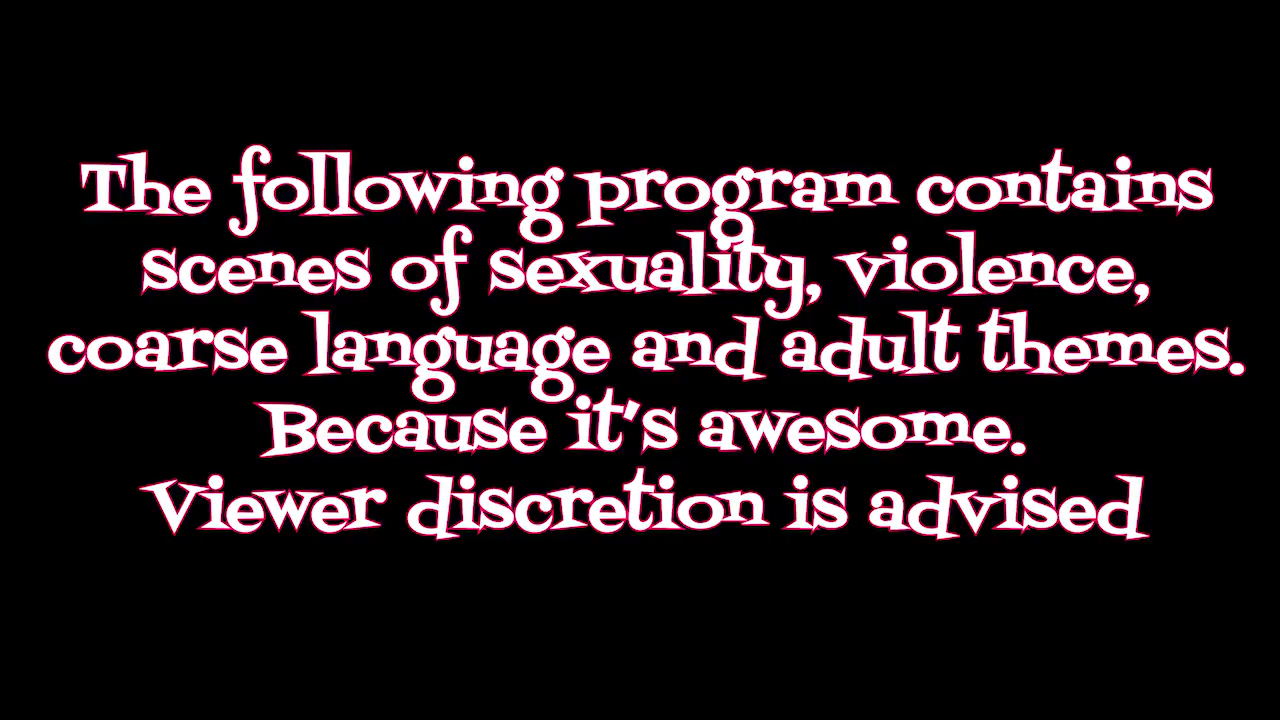 The following program contains
scenes of sexuality, violence,
coarse language and adult themes.
Because it's awesome.
Viewer discretion is advised